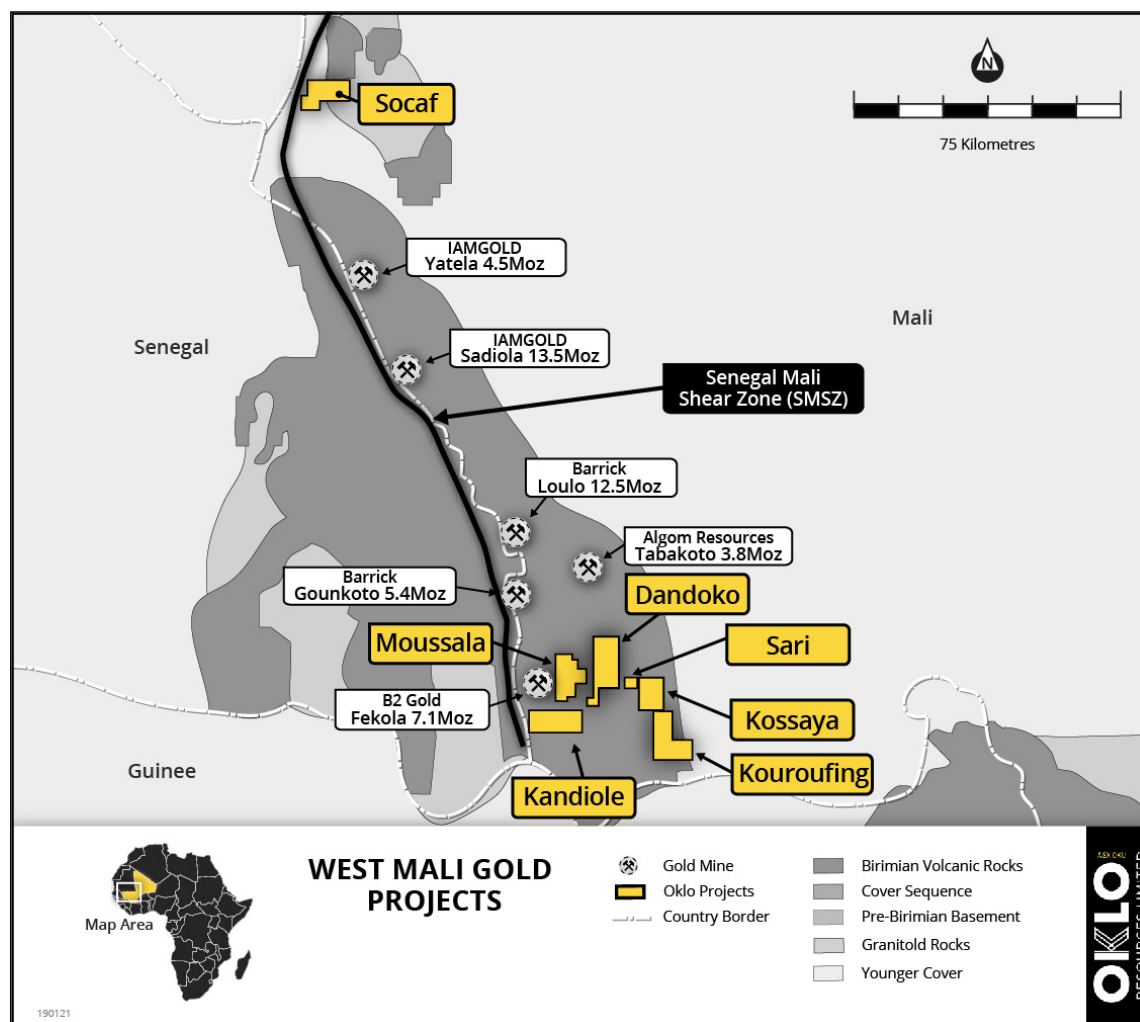 Socaf
N
75 Kilometres
IAMGOLD
Yatela 4.5Moz
Senegal
Mali
IAMGOLD
Sadiola 13.5Moz
Senegal Mali
Shear Zone (SMSZ)
Barrick
Loulo 12.5Moz
Algom Resources
Tabakoto 3.8Moz
Barrick
Gounkoto 5.4Moz
Dandoko
Moussala
Sari
B2 Gold
Fekola 7.1Moz
Kossaya
Guinee
Kandiole
Kouroufing
Map Area
WEST MALI GOLD
PROJECTS
Gold Mine
Oklo Projects
Country Border
Birimian Volcanic Rocks
Cover Sequence
Pre-Birimian Basement
Granitold Rocks
Younger Cover
ASX OKU
OKLO
RESOURCES LIMITED
190121